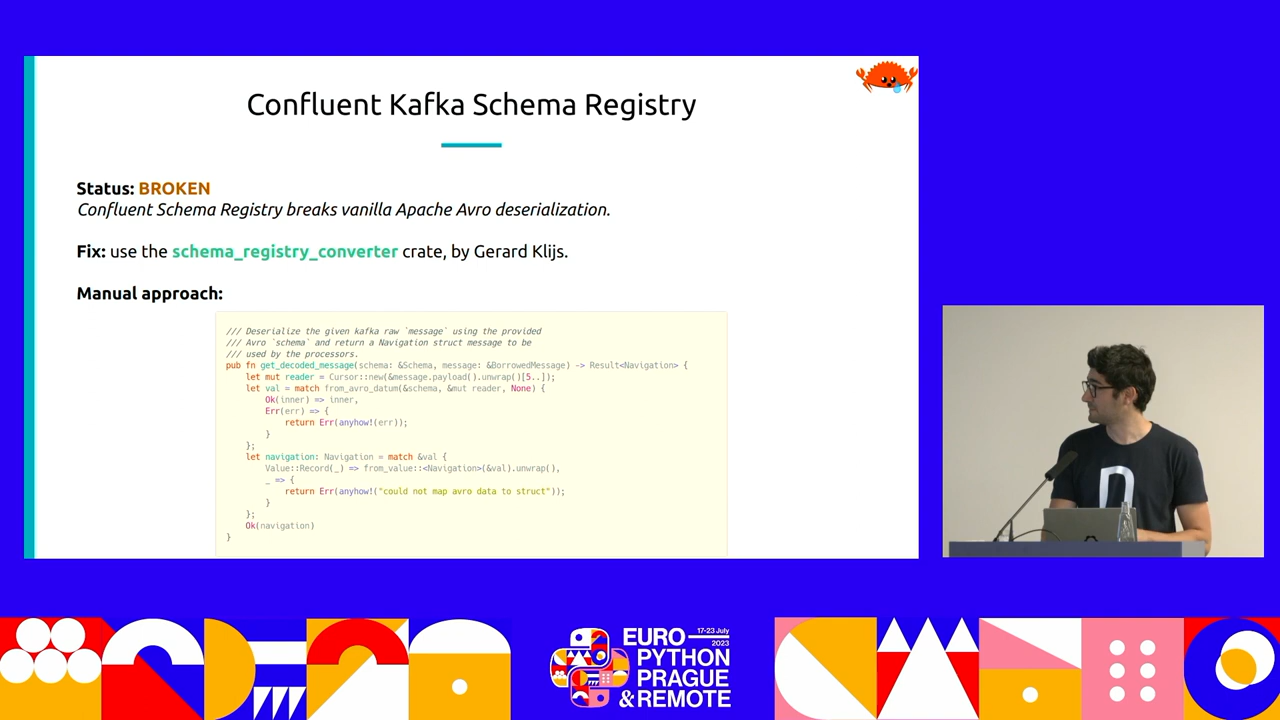 Confluent Kafka Schema Registry
Status: BROKEN
Confluent Schema Registry breaks vanilla Apache Avro deserialization.
Fix: use the schema_registry_converter crate, by Gerard Klijs.
Manual approach:
/// Deserialize the given kafka raw `message` using the provided
/// Avro `schema` and return a Navigation struct message to be
/// used by the processors.
pub fn get_decoded_message(schema: &Schema, message: &BorrowedMessage) -> Result<Navigation> {
    let mut reader = Cursor::new(&message.payload().unwrap()[5..]);
    let val = match from_avro_datum(&schema, &mut reader, None) {
        Ok(inner) => inner,
        Err(err) => {
            return Err(anyhow!(err));
        }
    };
    let navigation: Navigation = match &val {
        Value::Record(_) => from_value::<Navigation>(&val).unwrap(),
        _ => {
            return Err(anyhow!("could not map avro data to struct"));
        }
    };
    Ok(navigation)
}
n
17-23 July
2023
EURO
PYTHON
PRAGUE
& REMOTE